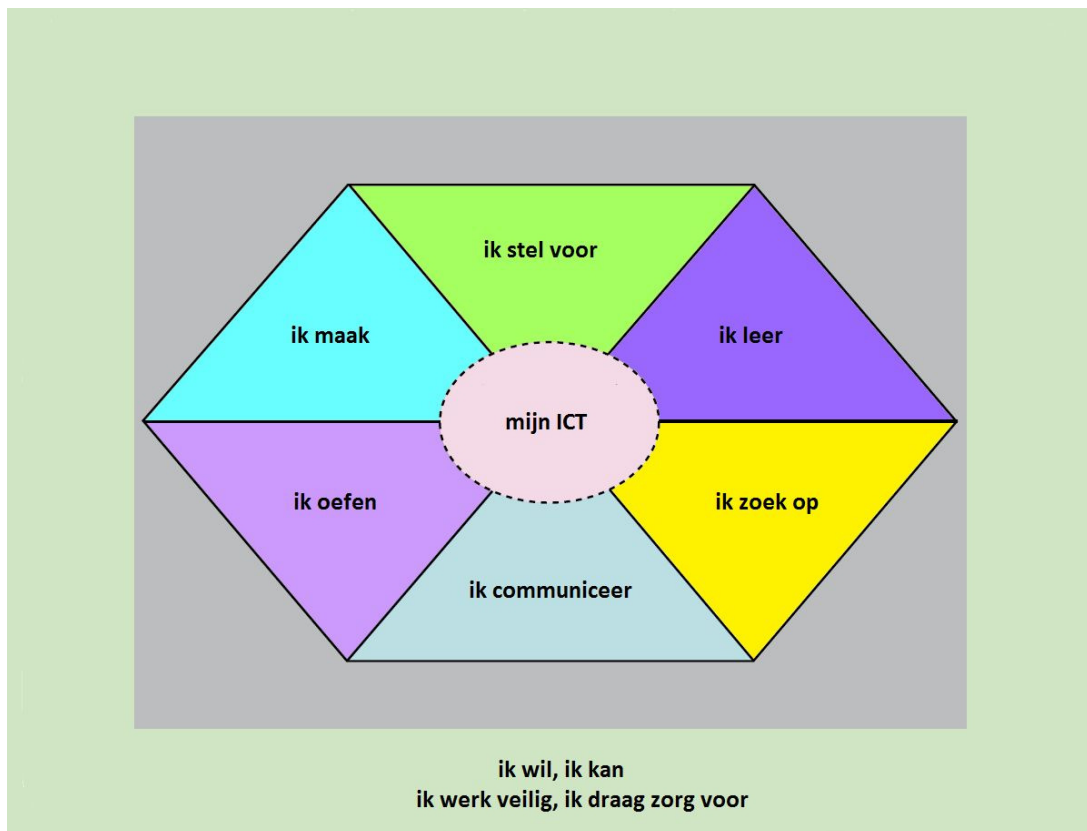 ik stel voor
ik maak
ik leer
mijn ICT
ik oefen
ik zoek op
ik communiceer
ik wil, ik kan
ik werk veilig, ik draag zorg voor